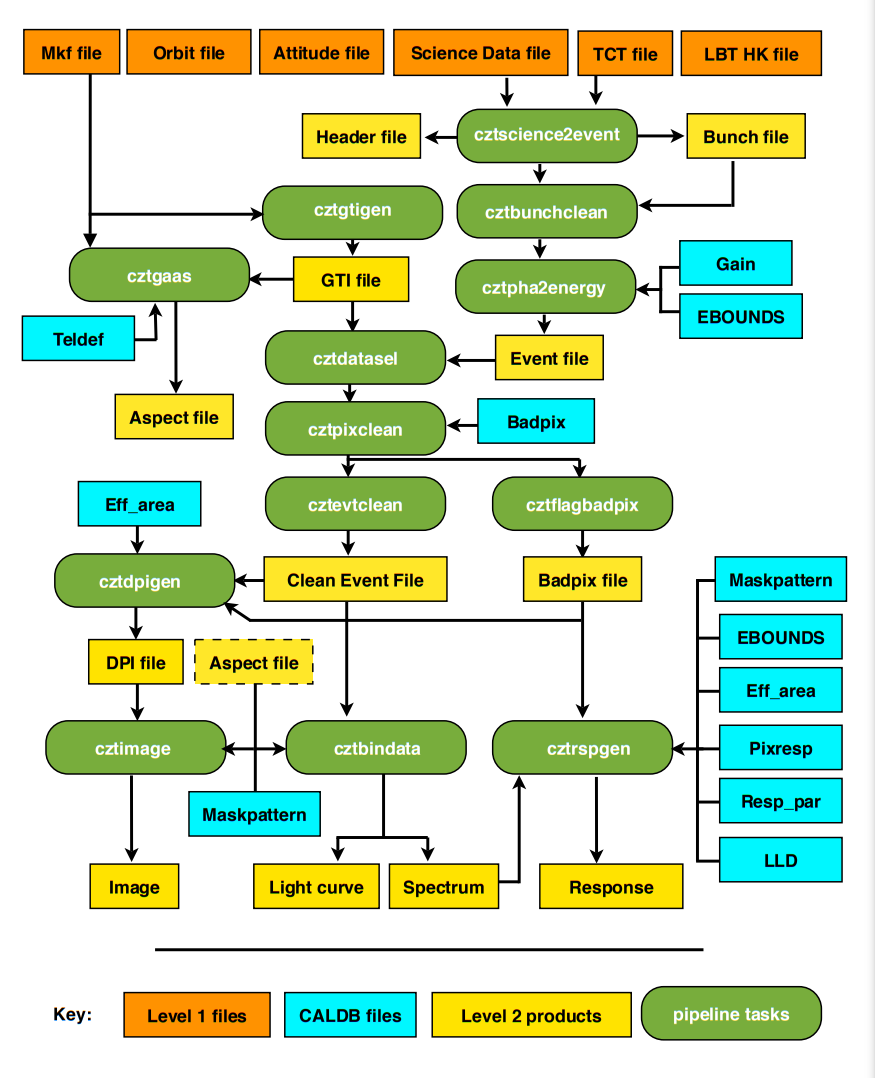 Mkf file
Orbit file
Attitude file
Science Data file
TCT file
LBT HK file
Header file
cztscience2event
Bunch file
cztgtigen
cztbunchclean
cztgaas
GTI file
cztpha2energy
Gain
EBOUNDS
Teldef
cztdatasel
Event file
Aspect file
cztpixclean
Badpix
Eff_area
cztevtclean
cztflagbadpix
cztdpigen
Clean Event File
Badpix file
Maskpattern
EBOUNDS
DPI file
Aspect file
Eff_area
cztimage
cztbindata
cztrspgen
Pixresp
Maskpattern
Resp_par
LLD
Image
Light curve
Spectrum
Response
Key:
Level 1 files
CALDB files
Level 2 products
pipeline tasks